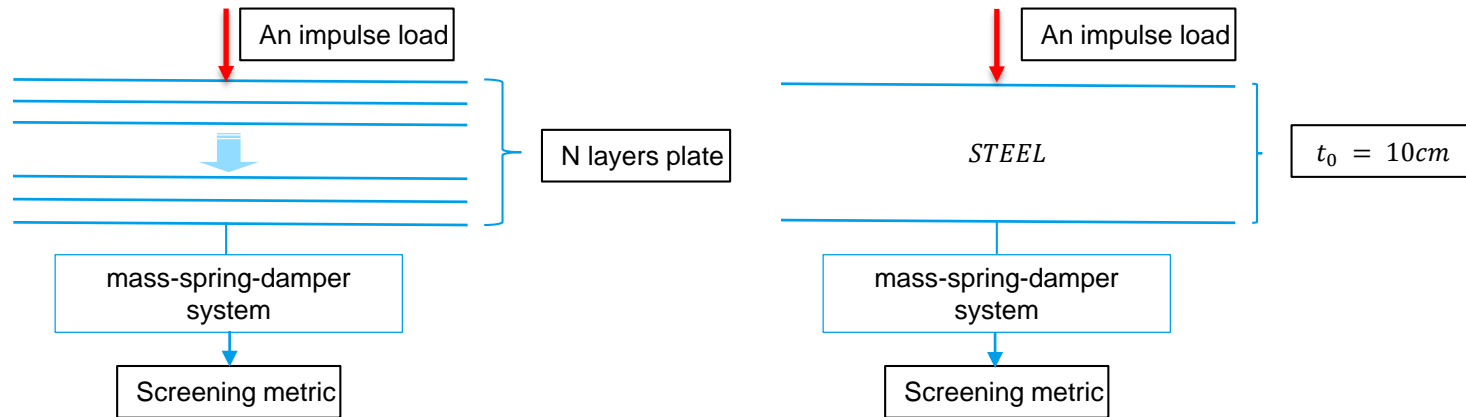 An impulse load
N layers plate
mass-spring-damper
system
Screening metric
An impulse load
STEEL
t₀ = 10cm
mass-spring-damper
system
Screening metric